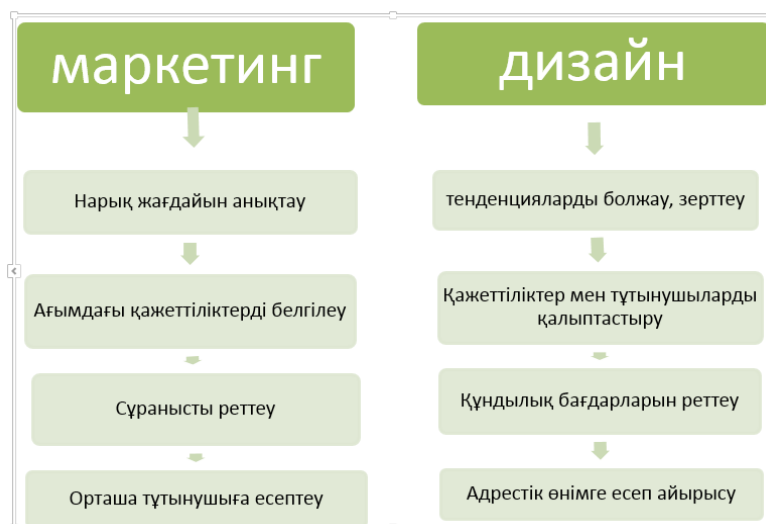 маркетинг
Нарық жағдайын анықтау
Ағымдағы қажеттіліктерді белгілеу
Сұранысты реттеу
Орташа тұтынушыға есептеу
дизайн
тенденцияларды болжау, зерттеу
Қажеттіліктер мен тұтынушыларды
қалыптастыру
Құндылық бағдарларын реттеу
Адрестік өнімге есеп айырысу